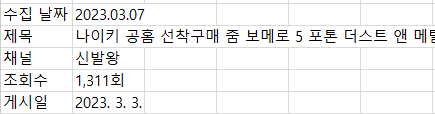 수집 날짜 2023.03.07
제목 나이키 공홈 선착구매 줌 보메로 5 포톤 더스트 앤 메탈
채널 신발왕
조회수 1,311회
게시일 2023. 3. 3.